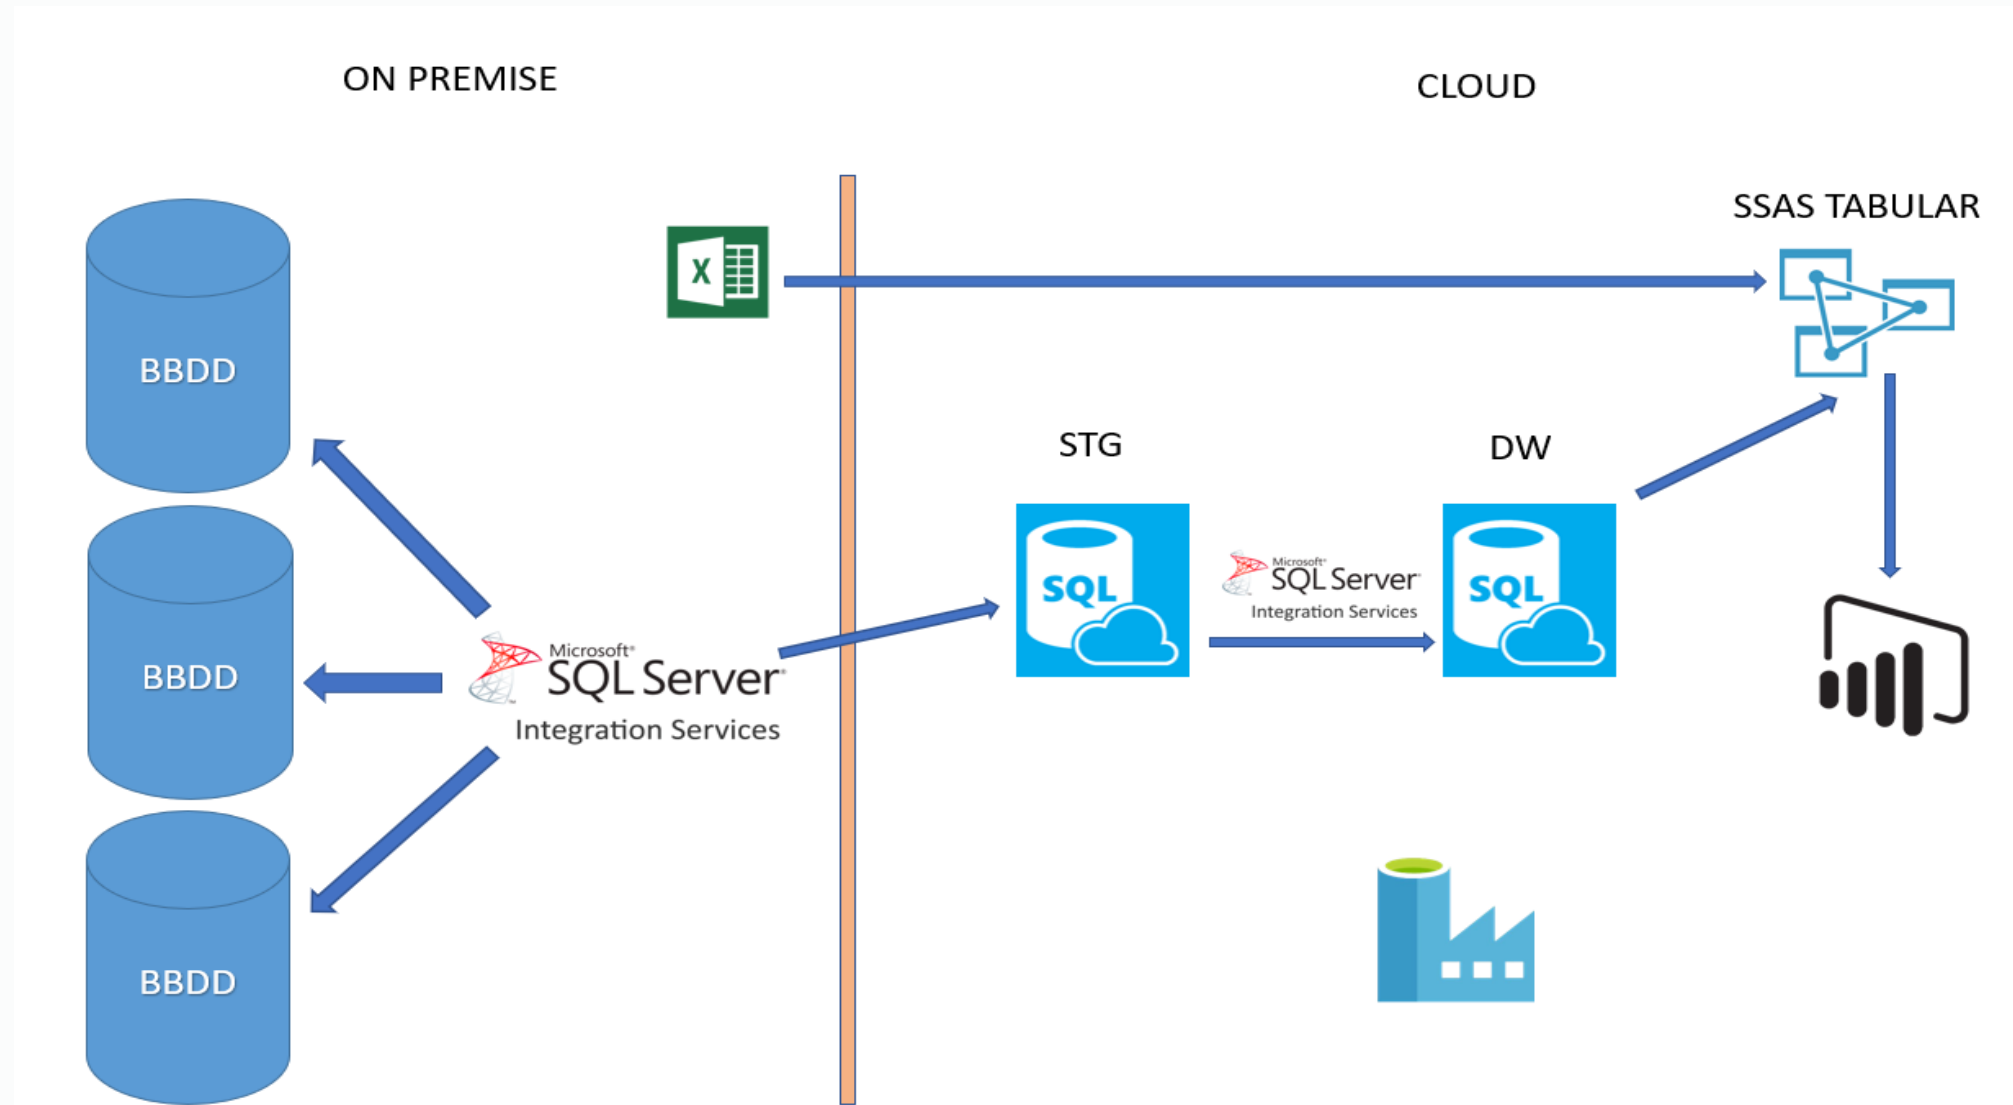 ON PREMISE
CLOUD
SSAS TABULAR
X
BBDD
STG
DW
SQL
Microsoft
SQL Server
Integration Services
SQL
BBDD
Microsoft
SQL Server
Integration Services
BBDD